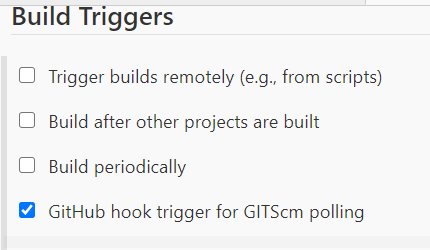 Build Triggers
Trigger builds remotely (e.g., from scripts)
Build after other projects are built
Build periodically
GitHub hook trigger for GITScm polling